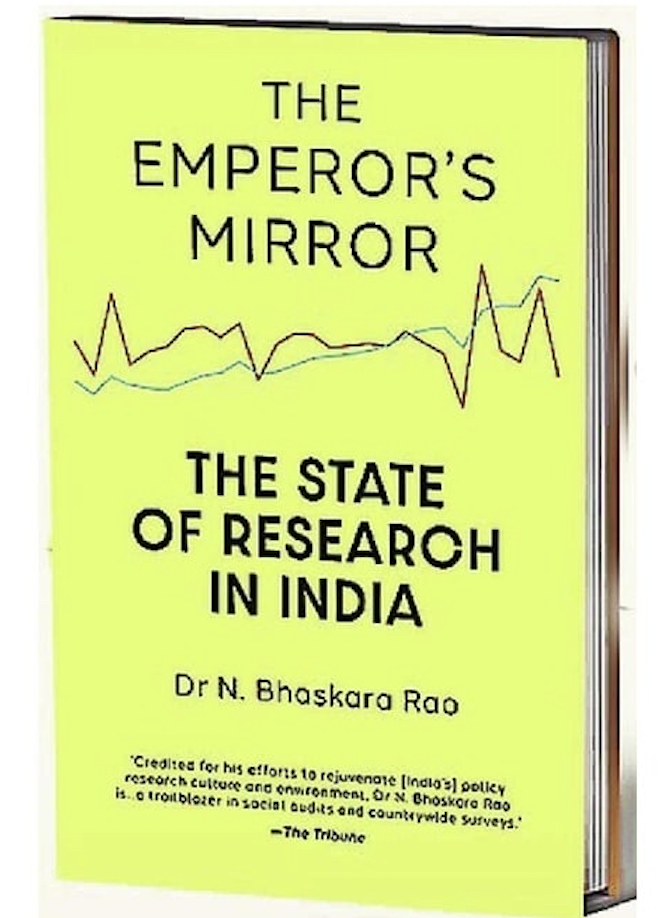 THE
EMPEROR'S
MIRROR
THE STATE
OF RESEARCH
IN INDIA
Dr N. Bhaskara Rao
'Credited for his efforts to rejuvenate [India's] policy
research culture and environment, Dr N. Bhaskara Rao
is...a trailblazer in social audits and countrywide surveys.'
—The Tribune